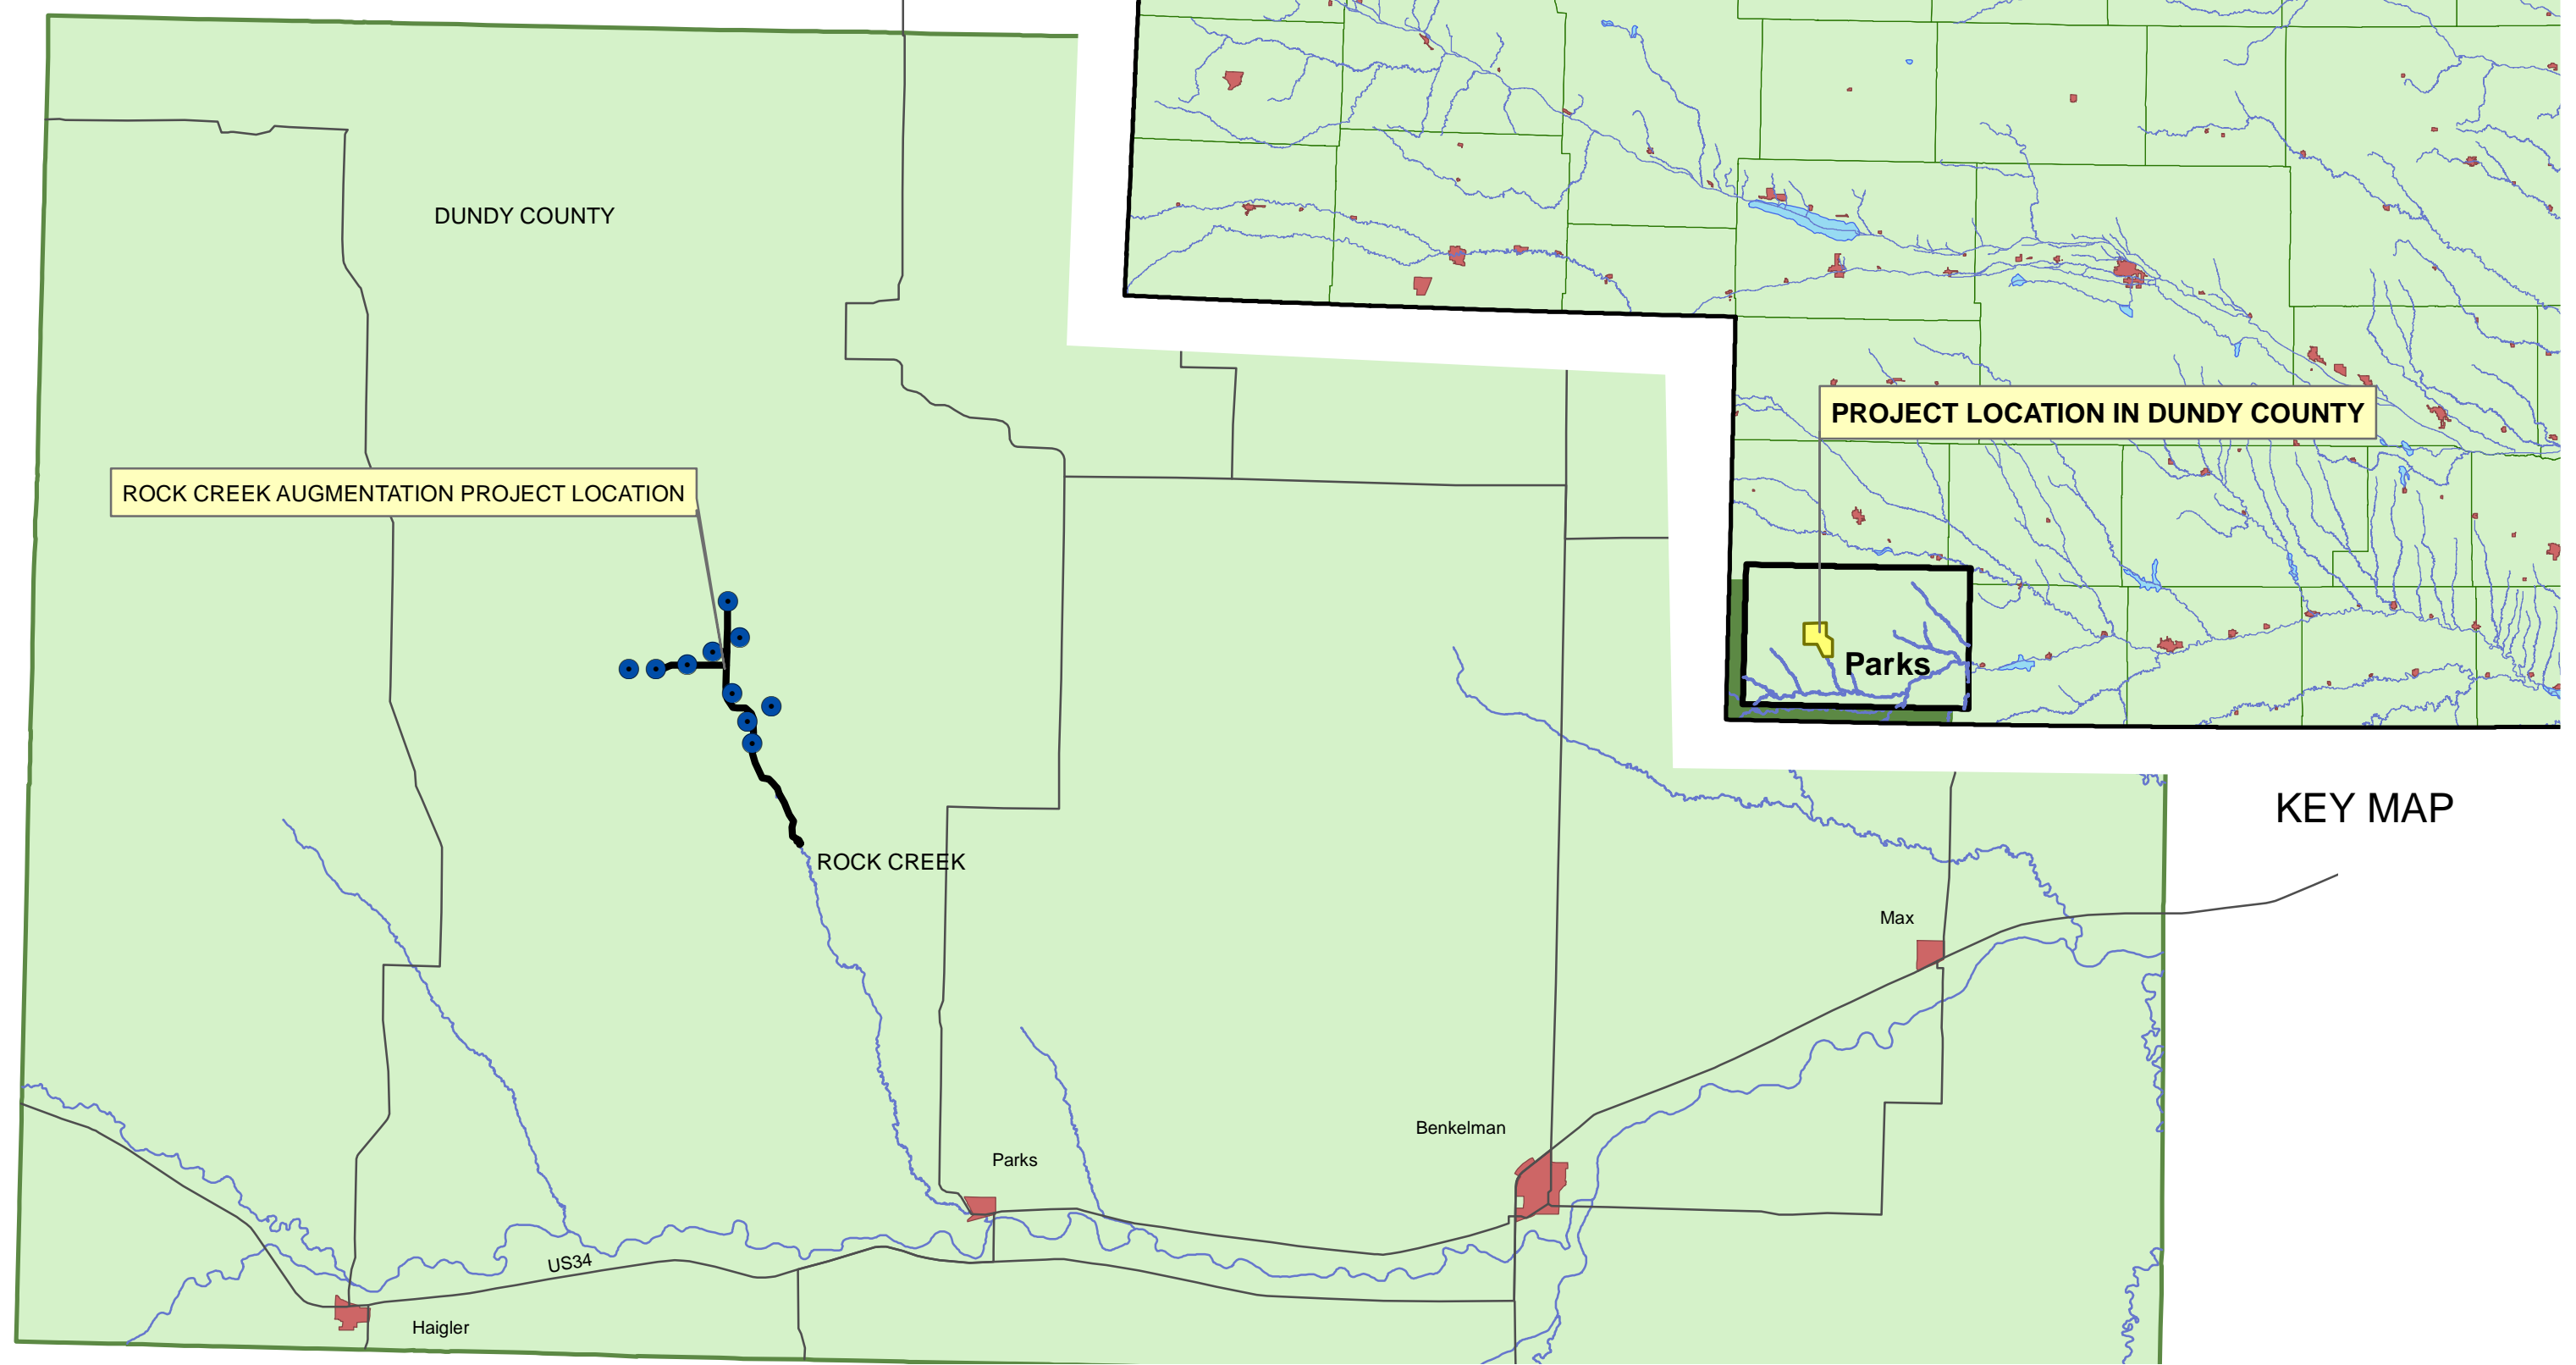 DUNDY COUNTY
PROJECT LOCATION IN DUNDY COUNTY
ROCK CREEK AUGMENTATION PROJECT LOCATION
Parks
KEY MAP
ROCK CREEK
Max
Benkelman
Parks
US34
Haigler